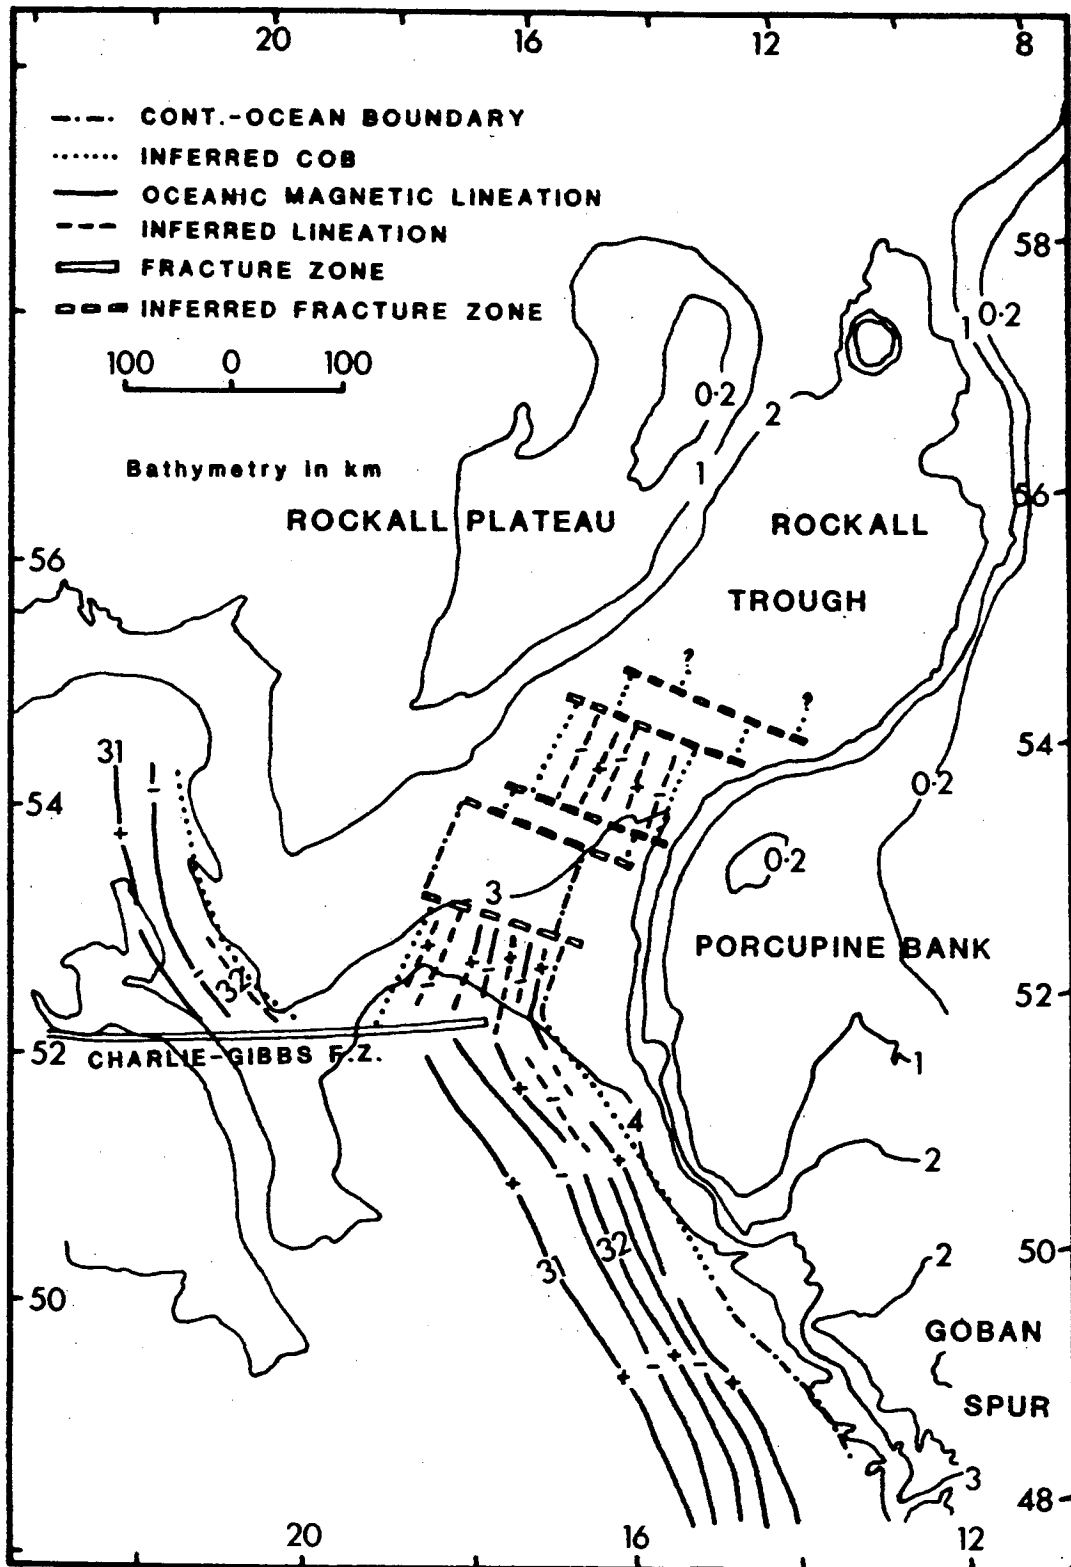 20 16 12 8
CONT.-OCEAN BOUNDARY
INFERRED COB
OCEANIC MAGNETIC LINEATION
INFERRED LINEATION
FRACTURE ZONE
INFERRED FRACTURE ZONE
58
0·2
1
100 0 100
0·2
2
Bathymetry in km
1
56
ROCKALL PLATEAU
ROCKALL
56
TROUGH
?
?
31
54
0·2
54
0·2
3
PORCUPINE BANK
32
52
52
CHARLIE-GIBBS F.Z.
1
4
2
32
50
2
31
50
GOBAN
SPUR
3
48
20 16 12